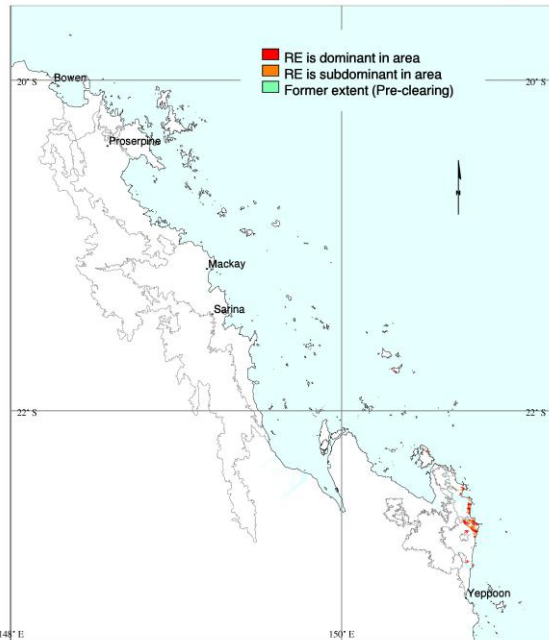 RE is dominant in area
RE is subdominant in area
Former extent (Pre-clearing)
20° S
20° S
Bowen
Proserpine
N
Mackay
Sarina
22° S
22° S
Yeppoon
148° E
150° E